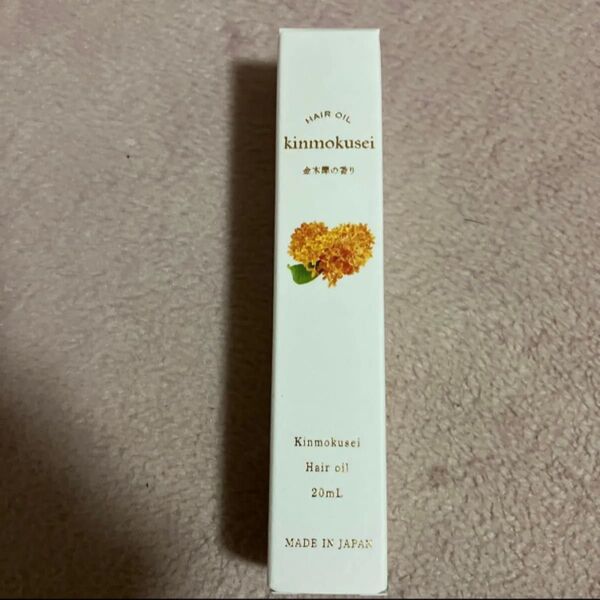 HAIR OIL
kinmokusei
金木犀の香り
Kinmokusei
Hair oil
20mL
MADE IN JAPAN